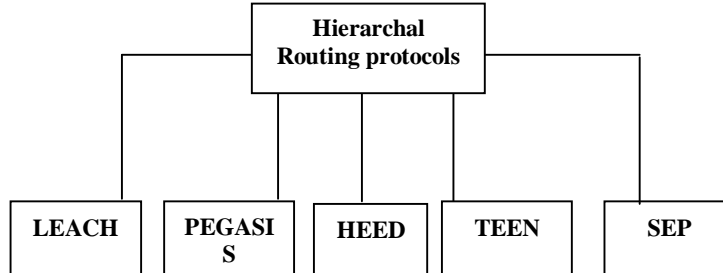 Hierarchal
Routing protocols
LEACH
PEGASI
S
HEED
TEEN
SEP